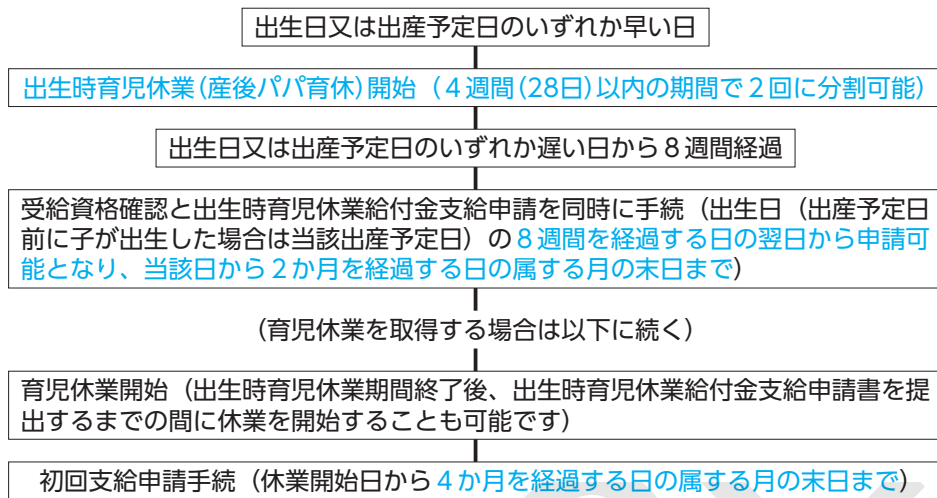 出生日又は出産予定日のいずれか早い日
出生時育児休業(産後パパ育休)開始（４週間(28日)以内の期間で２回に分割可能）
出生日又は出産予定日のいずれか遅い日から８週間経過
受給資格確認と出生時育児休業給付金支給申請を同時に手続（出生日（出産予定日
前に子が出生した場合は当該出産予定日）の８週間を経過する日の翌日から申請可
能となり、当該日から２か月を経過する日の属する月の末日まで）
（育児休業を取得する場合は以下に続く）
育児休業開始（出生時育児休業期間終了後、出生時育児休業給付金支給申請書を提
出するまでの間に休業を開始することも可能です）
初回支給申請手続（休業開始日から４か月を経過する日の属する月の末日まで）